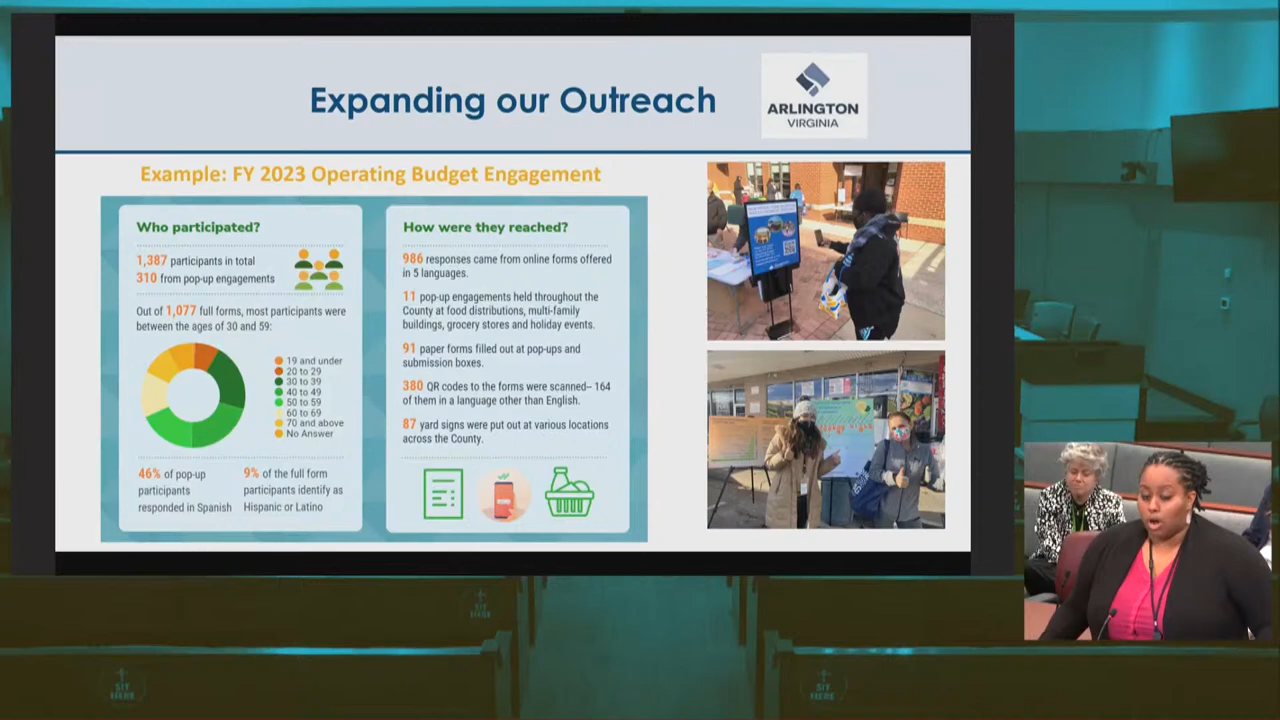 Expanding our Outreach
ARLINGTON
VIRGINIA
Example: FY 2023 Operating Budget Engagement
Who participated?
1,387 participants in total
310 from pop-up engagements
Out of 1,077 full forms, most participants were
between the ages of 30 and 59:
19 and under
20 to 29
30 to 39
40 to 49
50 to 59
60 to 69
70 and above
No Answer
46% of pop-up
participants
responded in Spanish
9% of the full form
participants identify as
Hispanic or Latino
How were they reached?
986 responses came from online forms offered
in 5 languages.
11 pop-up engagements held throughout the
County at food distributions, multi-family
buildings, grocery stores and holiday events.
91 paper forms filled out at pop-ups and
submission boxes.
380 QR codes to the forms were scanned– 164
of them in a language other than English.
87 yard signs were put out at various locations
across the County.
SIT
HERE
SIT
HERE
SIT
HERE